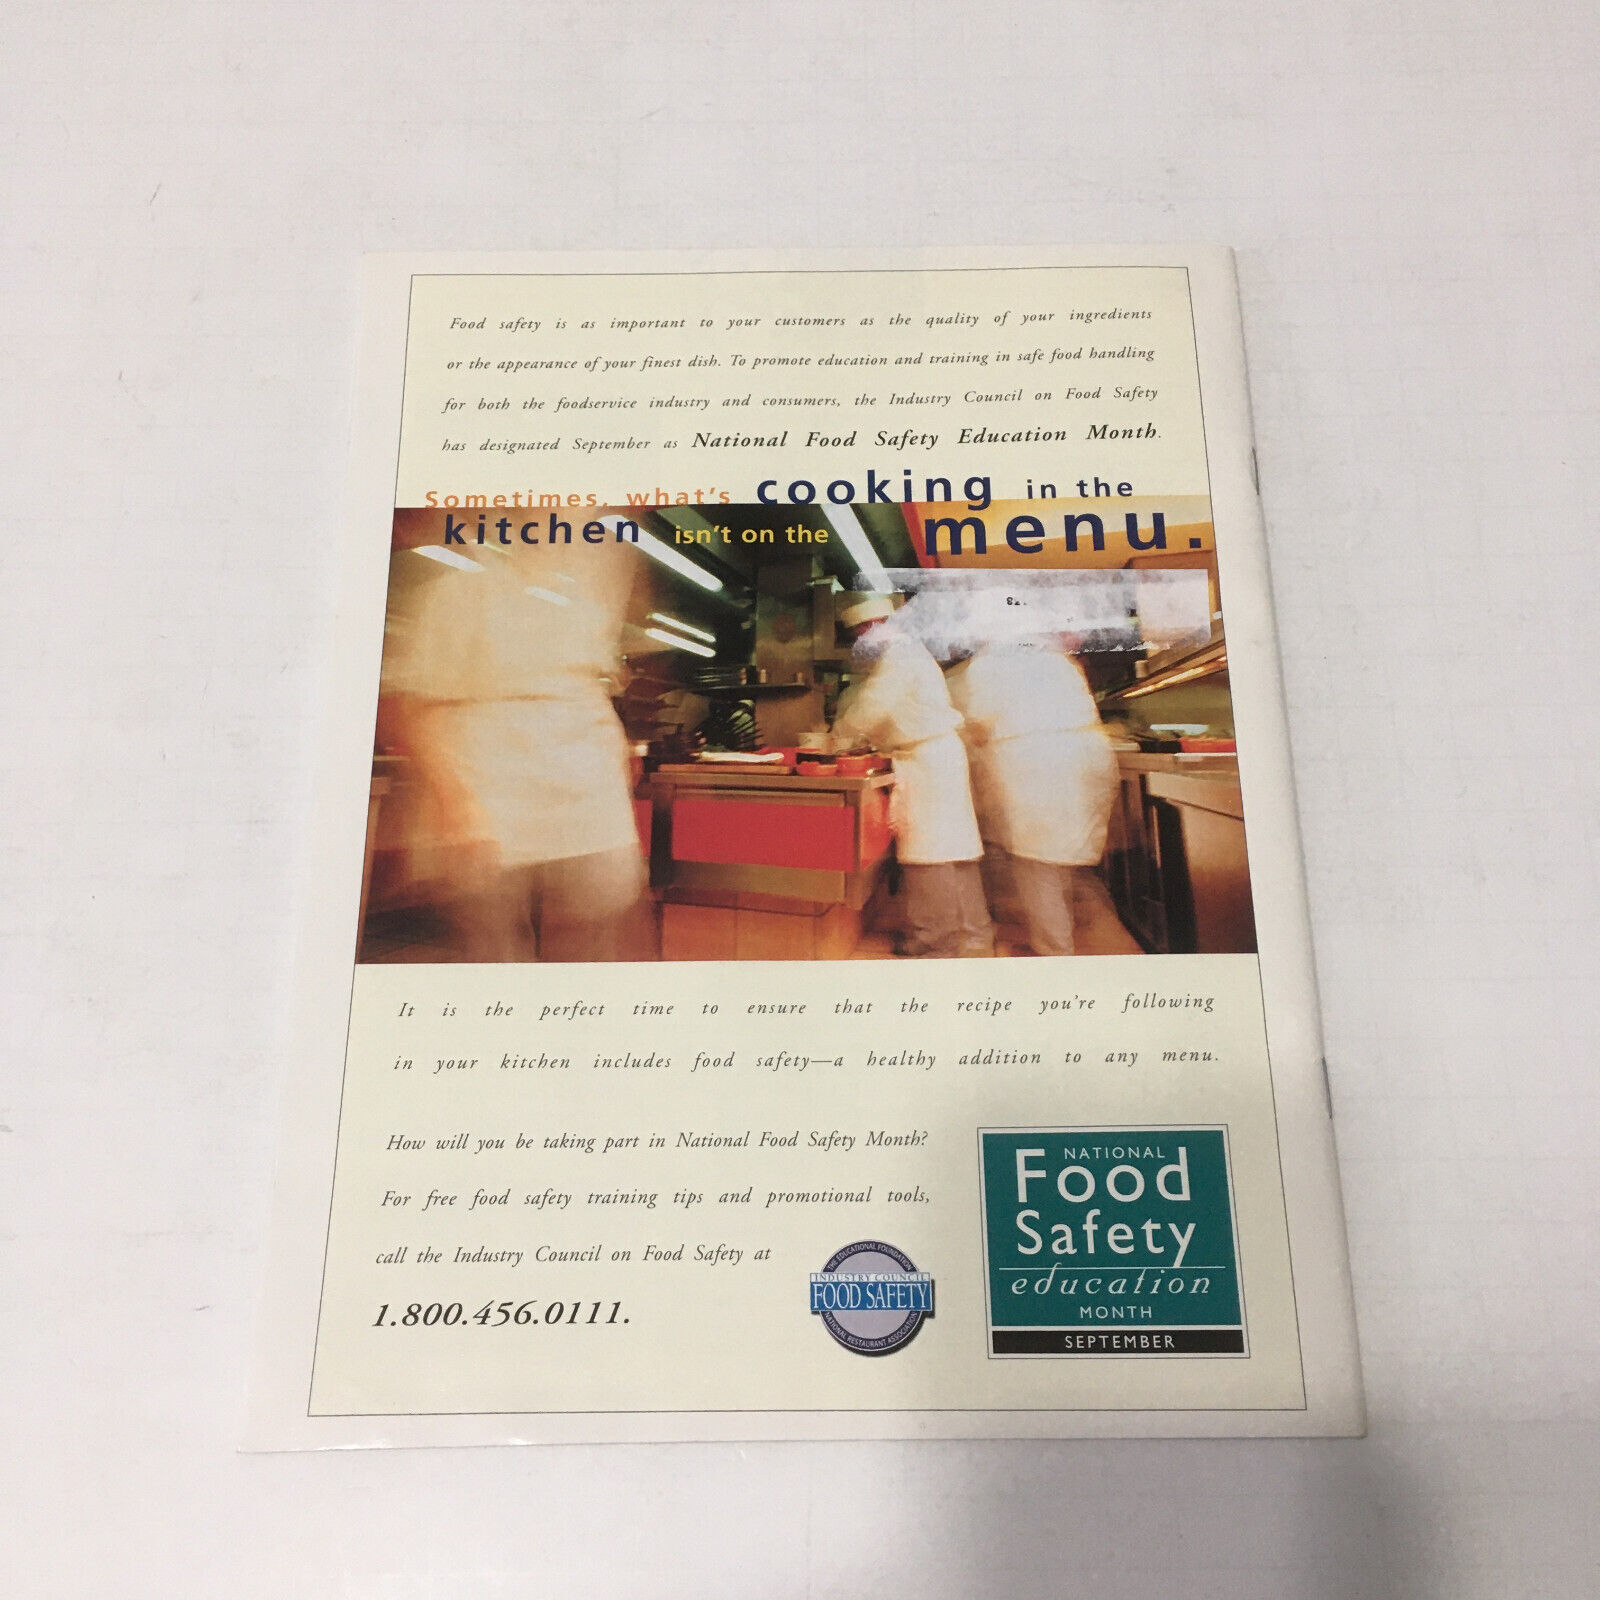 Food safety is as important to your customers as the quality of your ingredients
or the appearance of your finest dish. To promote education and training in safe food handling
for both the foodservice industry and consumers, the Industry Council on Food Safety
has designated September as National Food Safety Education Month.
Sometimes, what's cooking in the
kitchen isn't on the menu.
It is the perfect time to ensure that the recipe you're following
in your kitchen includes food safety—a healthy addition to any menu.
How will you be taking part in National Food Safety Month?
For free food safety training tips and promotional tools,
call the Industry Council on Food Safety at
1.800.456.0111.
THE EDUCATIONAL FOUNDATION
INDUSTRY COUNCIL
FOOD SAFETY
NATIONAL RESTAURANT ASSOCIATION
NATIONAL
Food
Safety
education
MONTH
SEPTEMBER